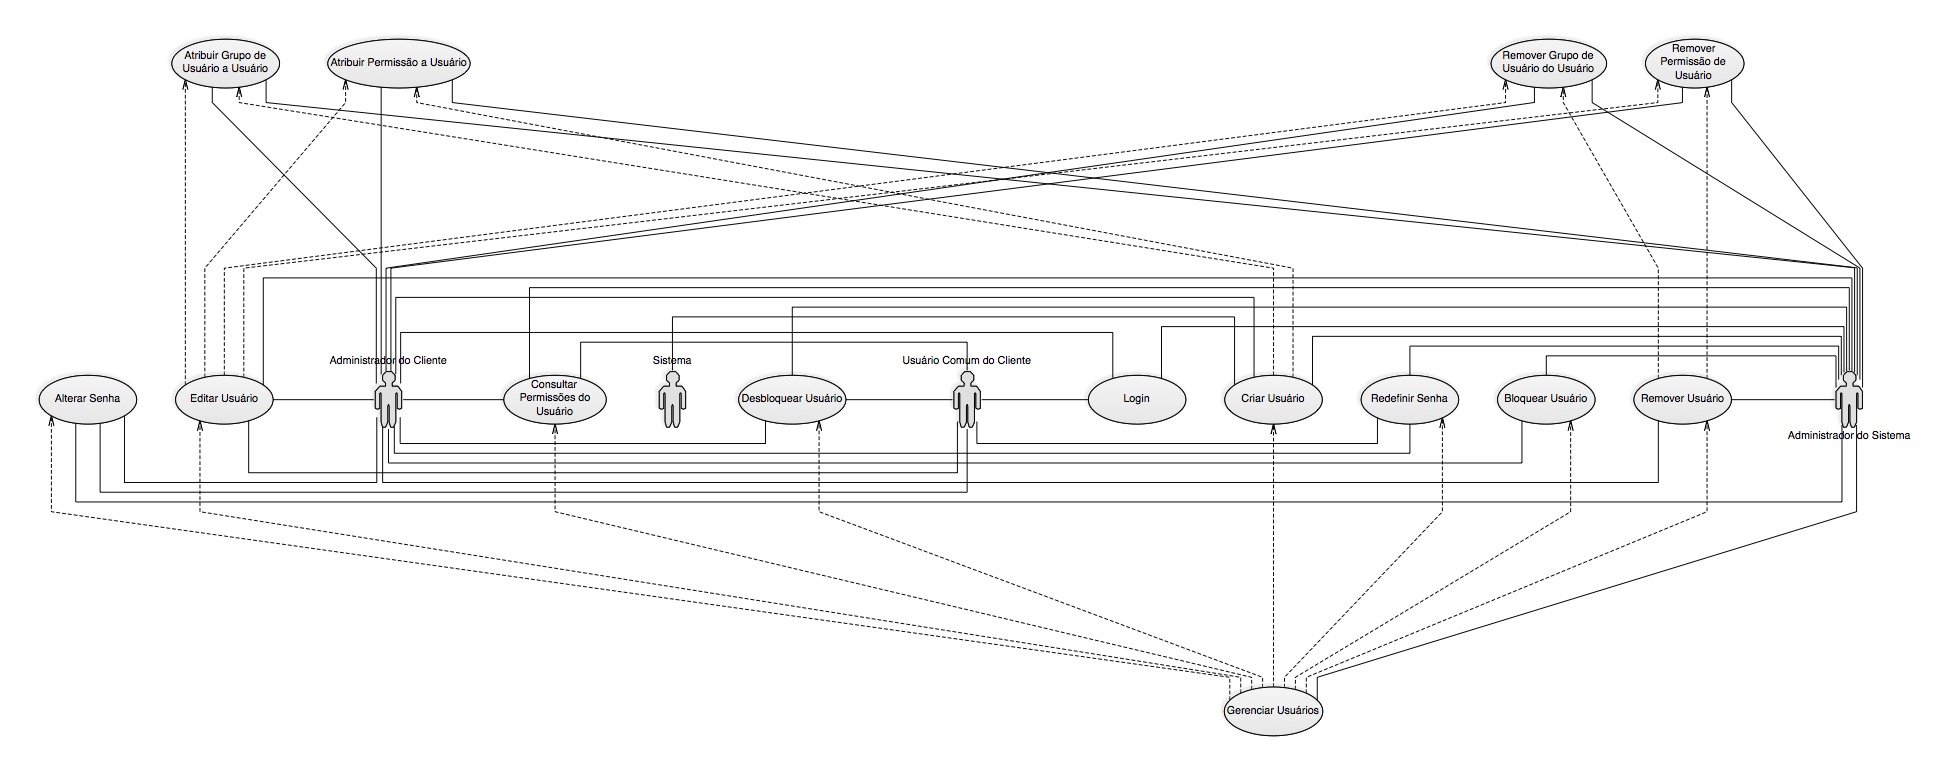 Atribuir Grupo de
Usuário a Usuário
Atribuir Permissão a Usuário
Remover Grupo de
Usuário do Usuário
Remover
Permissão de
Usuário
Administrador do Cliente
Sistema
Usuário Comum do Cliente
Alterar Senha
Editar Usuário
Consultar
Permissões do
Usuário
Desbloquear Usuário
Login
Criar Usuário
Redefinir Senha
Bloquear Usuário
Remover Usuário
Administrador do Sistema
Gerenciar Usuários